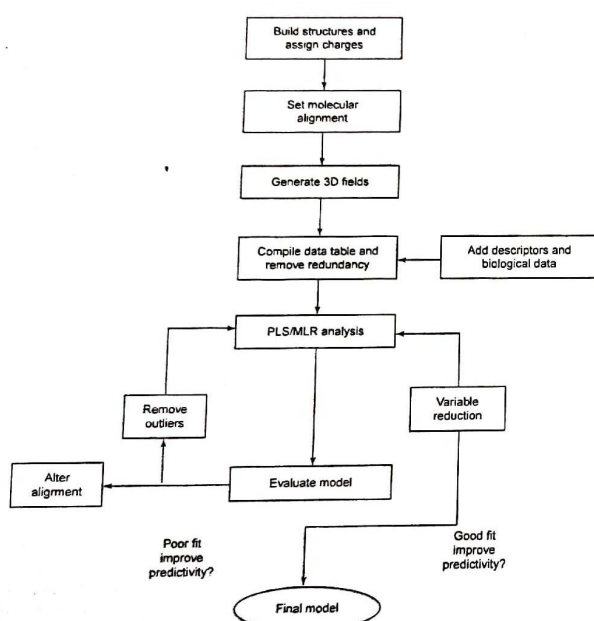 Build structures and
assign charges
Set molecular
alignment
Generate 3D fields
Compile data table and
remove redundancy
Add descriptors and
biological data
PLS/MLR analysis
Remove
outliers
Variable
reduction
Alter
alignment
Evaluate model
Poor fit
improve
predictivity?
Good fit
improve
predictivity?
Final model